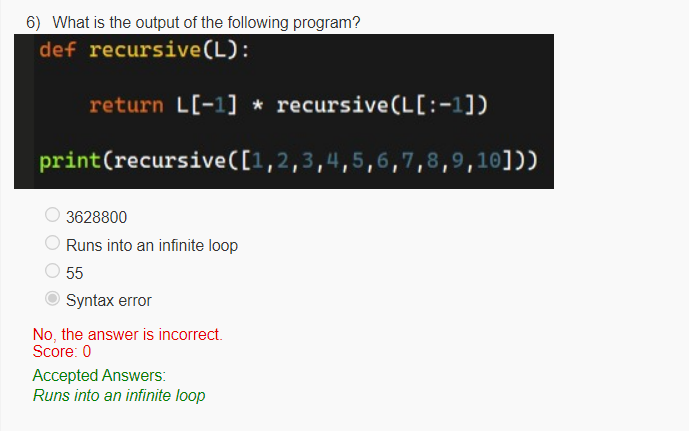 6) What is the output of the following program?
def recursive(L):
return L[-1] * recursive(L[:-1])
print(recursive([1,2,3,4,5,6,7,8,9,10]))
3628800
Runs into an infinite loop
55
Syntax error
No, the answer is incorrect.
Score: 0
Accepted Answers:
Runs into an infinite loop